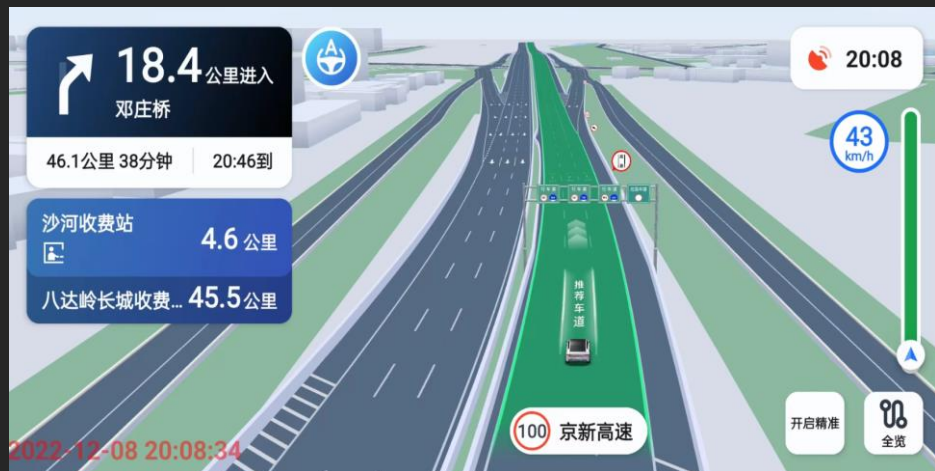 18.4公里进入
邓庄桥
46.1公里 38分钟
20:46到
沙河收费站
4.6公里
八达岭长城收费...
45.5公里
A
20:08
43
km/h
推荐车道
100
京新高速
开启精准
全览
2022-12-08 20:08:34